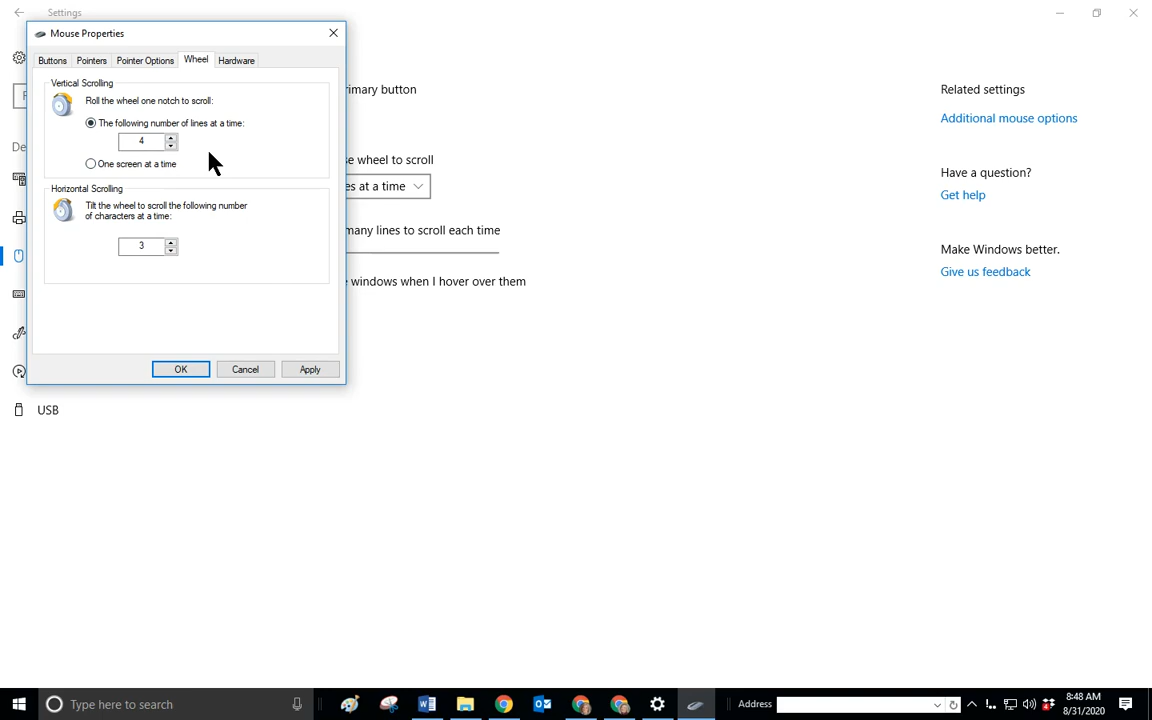 Settings
Mouse Properties
Buttons Pointers Pointer Options Wheel Hardware
Vertical Scrolling
Roll the wheel one notch to scroll:
The following number of lines at a time:
4
One screen at a time
Horizontal Scrolling
Tilt the wheel to scroll the following number
of characters at a time:
3
OK Cancel Apply
USB
wheel to scroll
at a time
many lines to scroll each time
windows when I hover over them
button
Related settings
Additional mouse options
Have a question?
Get help
Make Windows better.
Give us feedback
Type here to search
Address
8:48 AM
8/31/2020